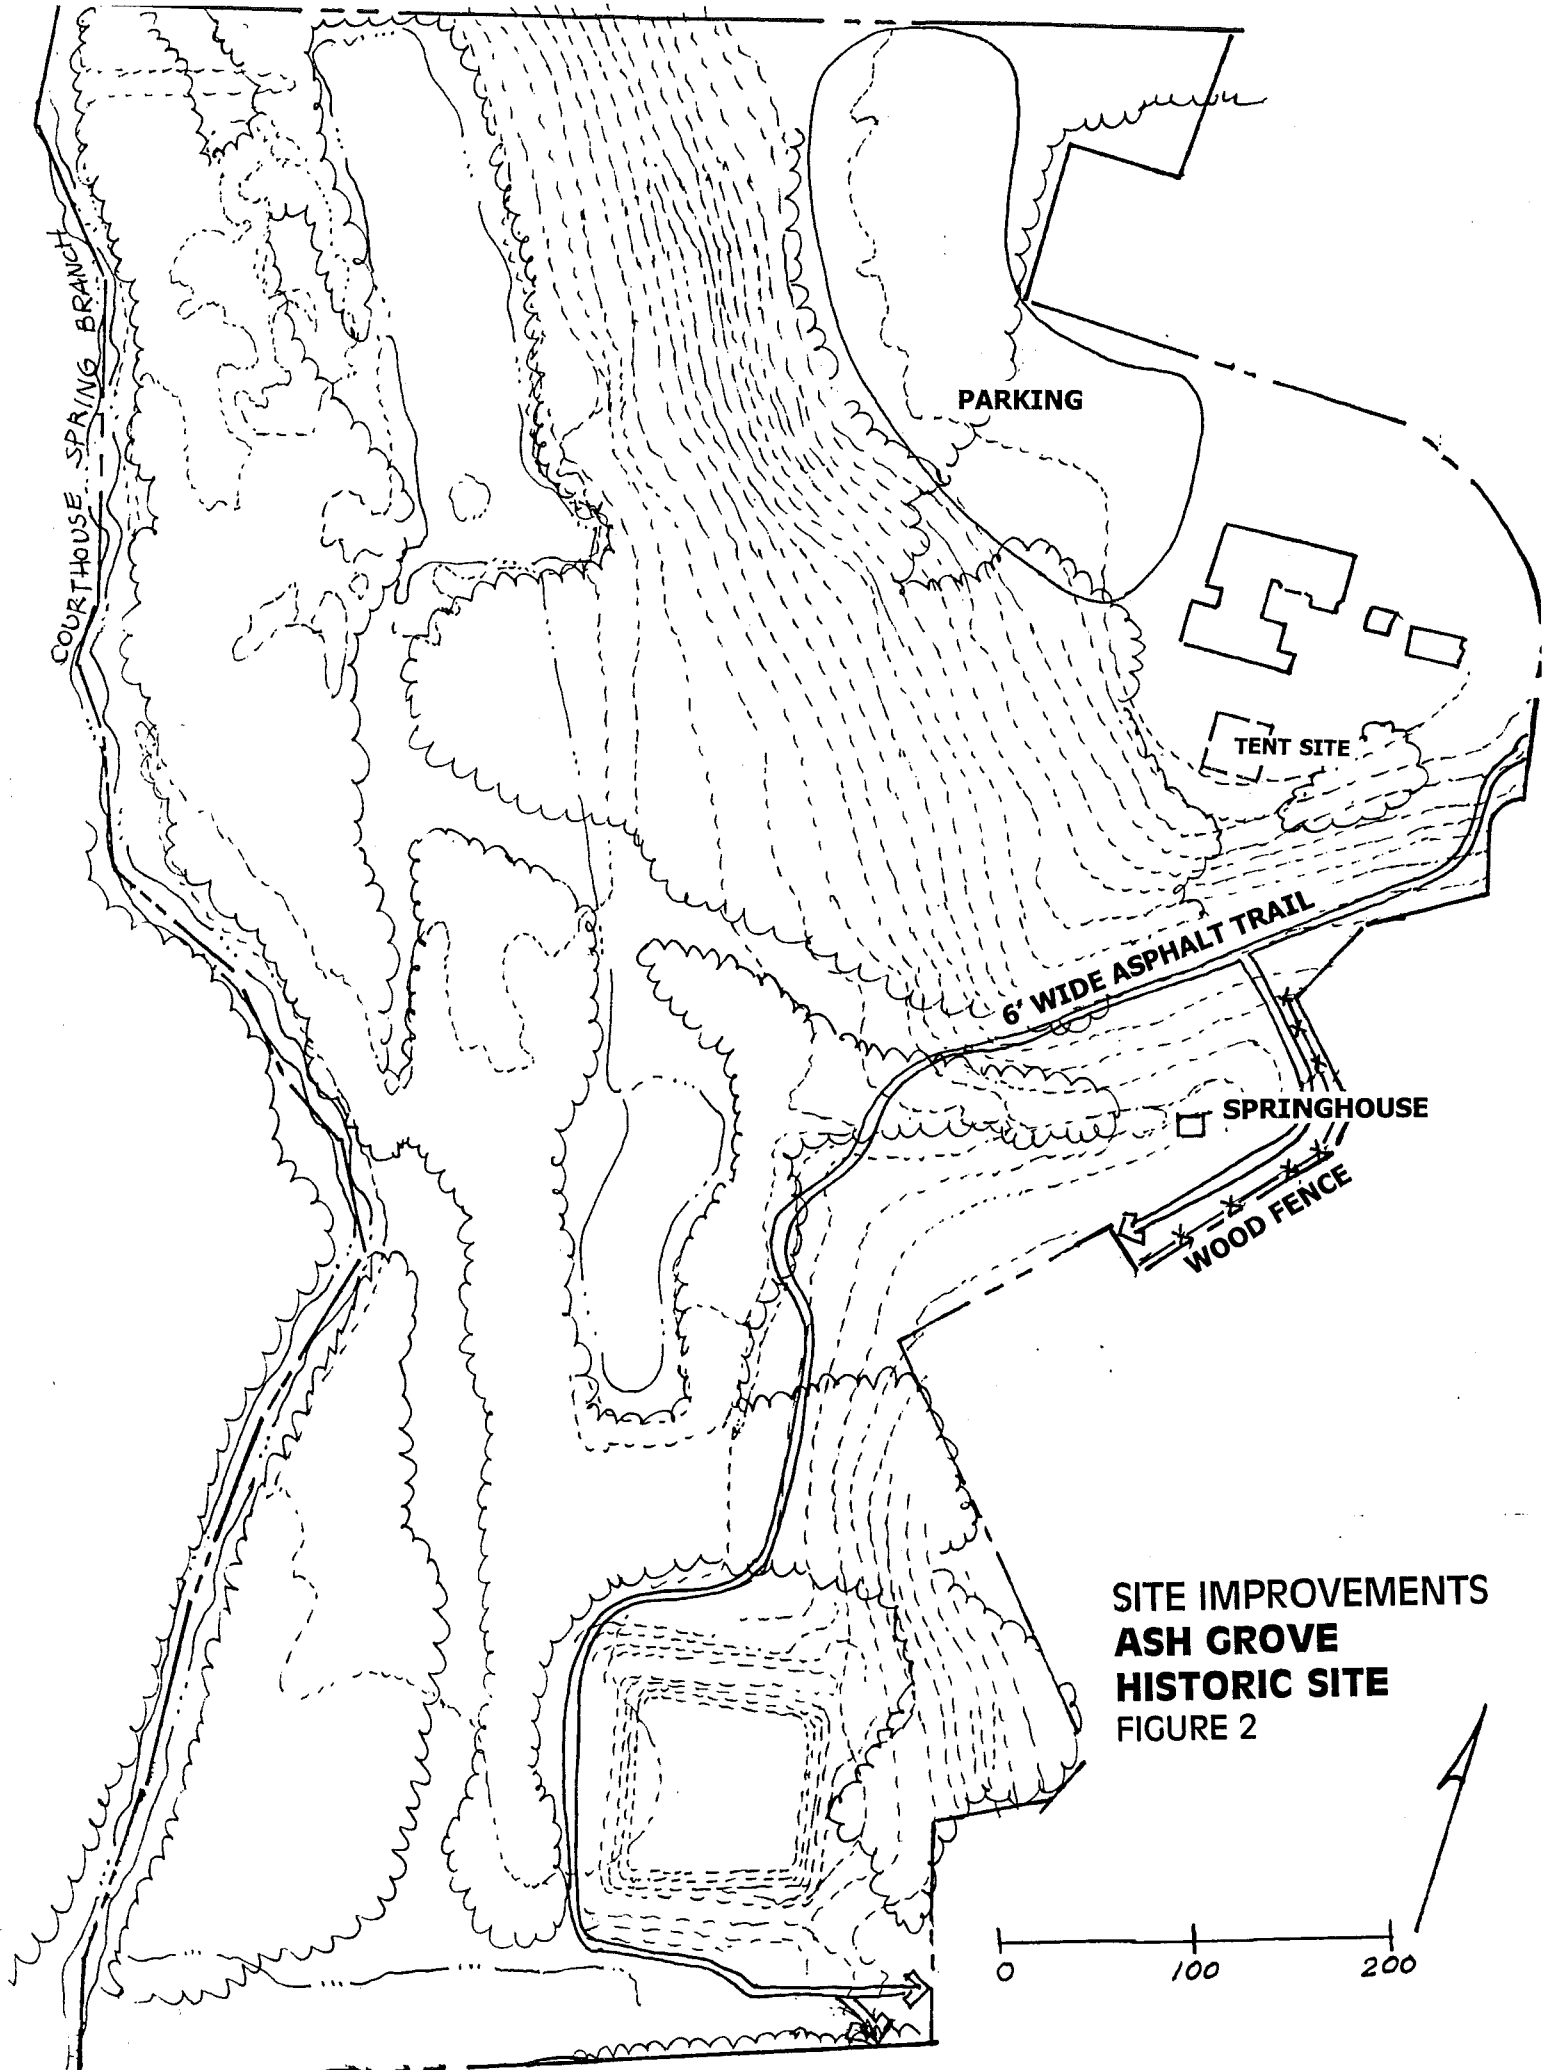 COURTHOUSE SPRING BRANCH
PARKING
TENT SITE
6' WIDE ASPHALT TRAIL
SPRINGHOUSE
WOOD FENCE
SITE IMPROVEMENTS
ASH GROVE
HISTORIC SITE
FIGURE 2
0 100 200